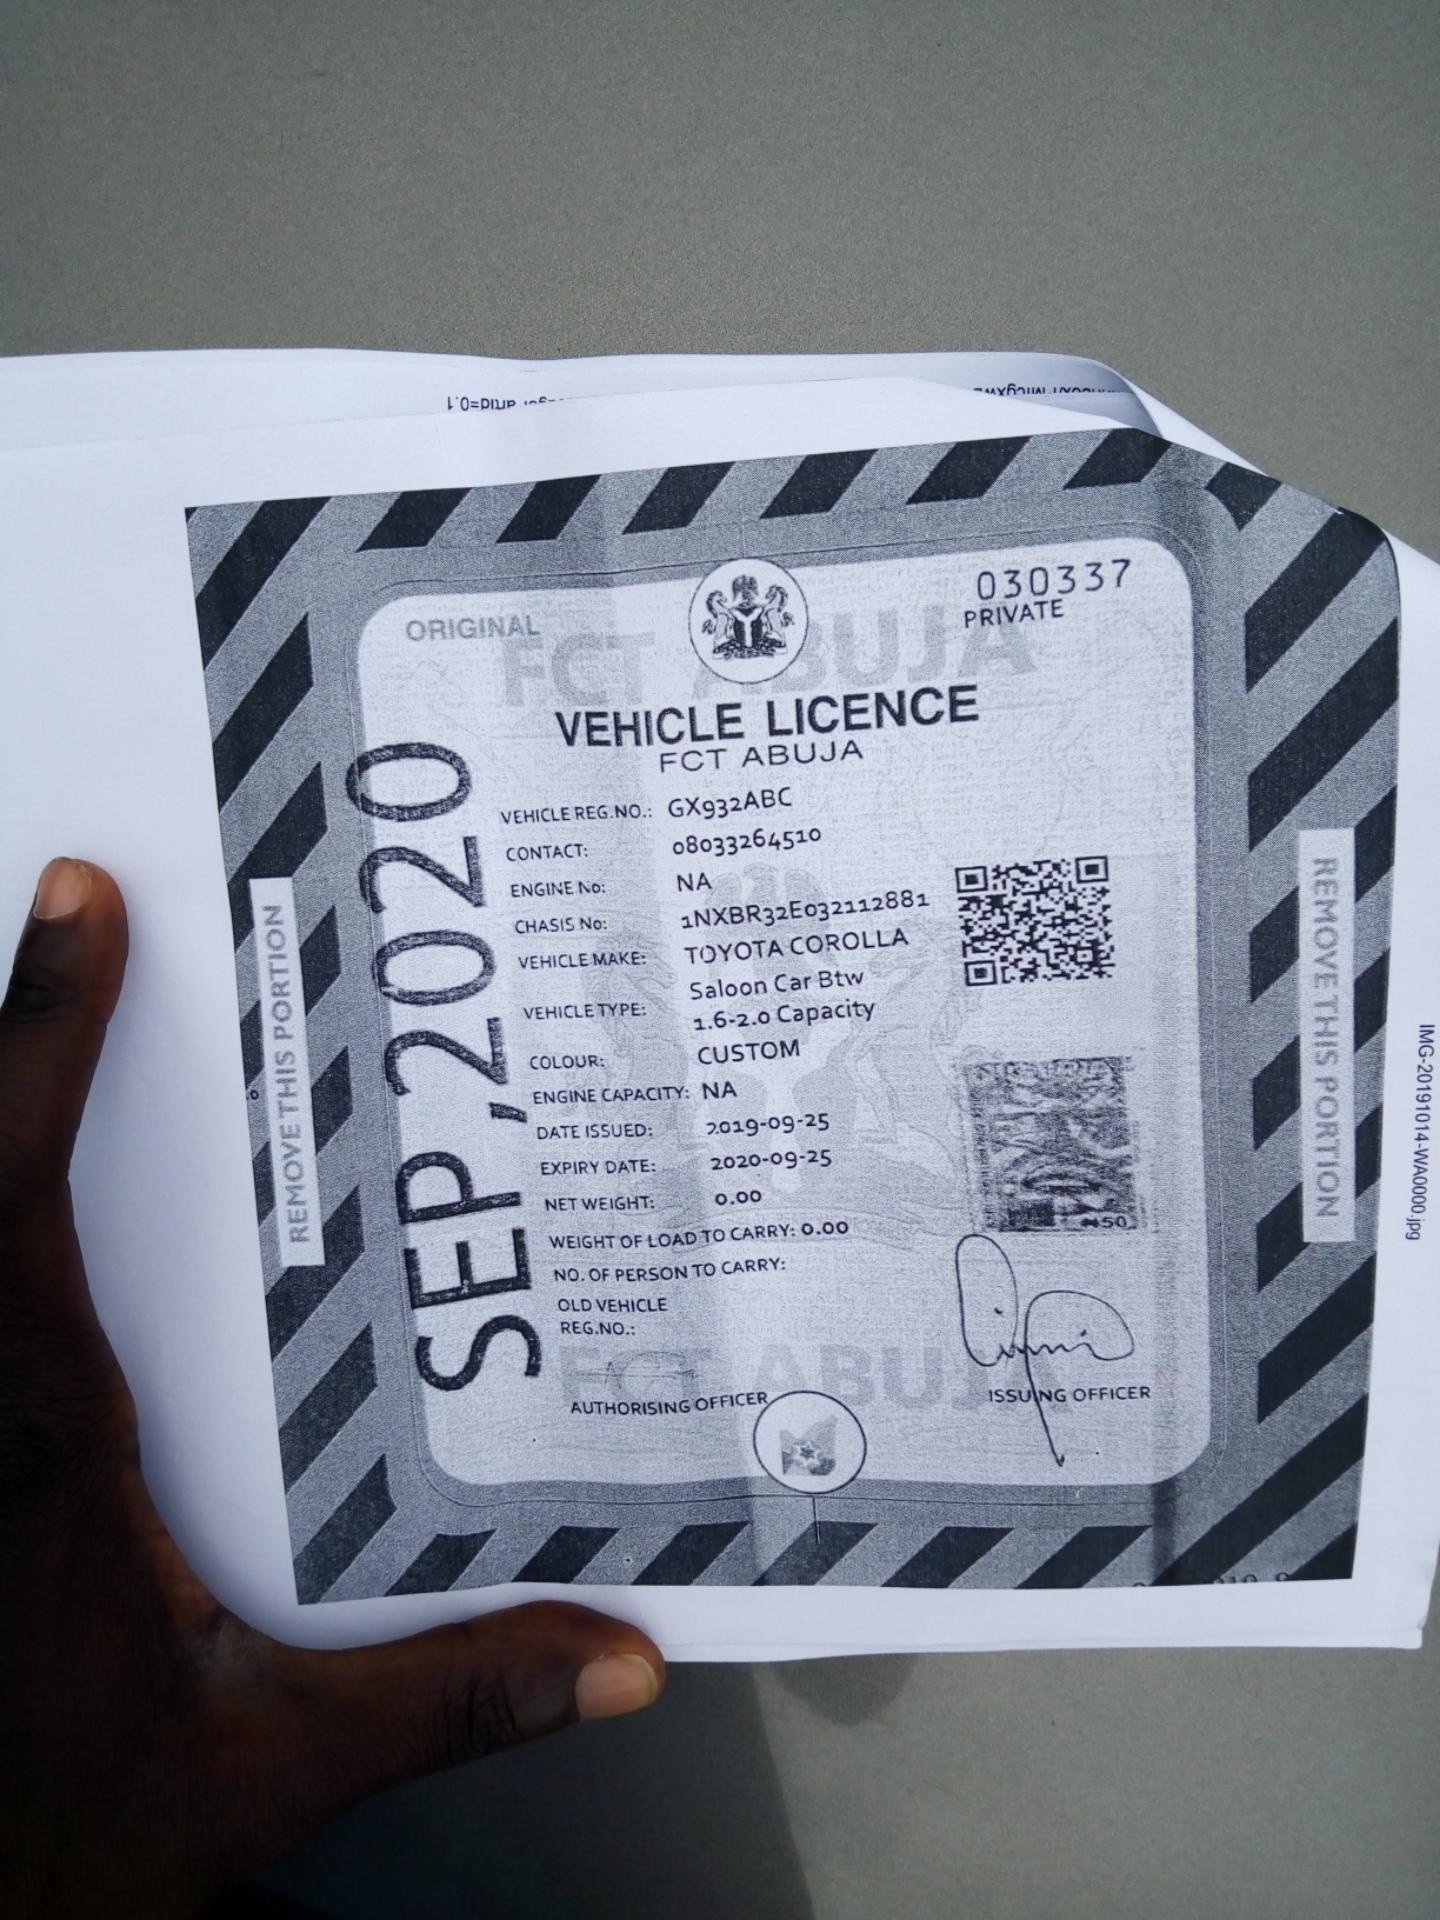 ORIGINAL
030337
PRIVATE
FCT ABUJA
VEHICLE LICENCE
FCT ABUJA
SEP,2020
VEHICLE REG.NO.: GX932ABC
CONTACT: 08033264510
ENGINE No: NA
CHASIS No: 1NXBR32E032112881
VEHICLE MAKE: TOYOTA COROLLA
VEHICLE TYPE: Saloon Car Btw
1.6-2.0 Capacity
COLOUR: CUSTOM
ENGINE CAPACITY: NA
DATE ISSUED: 2019-09-25
EXPIRY DATE: 2020-09-25
NET WEIGHT: 0.00
WEIGHT OF LOAD TO CARRY: 0.00
NO. OF PERSON TO CARRY:
OLD VEHICLE
REG.NO.:
₦50
FCT ABUJA
AUTHORISING OFFICER
ISSUING OFFICER
REMOVE THIS PORTION
REMOVE THIS PORTION
IMG-20191014-WA0000.jpg